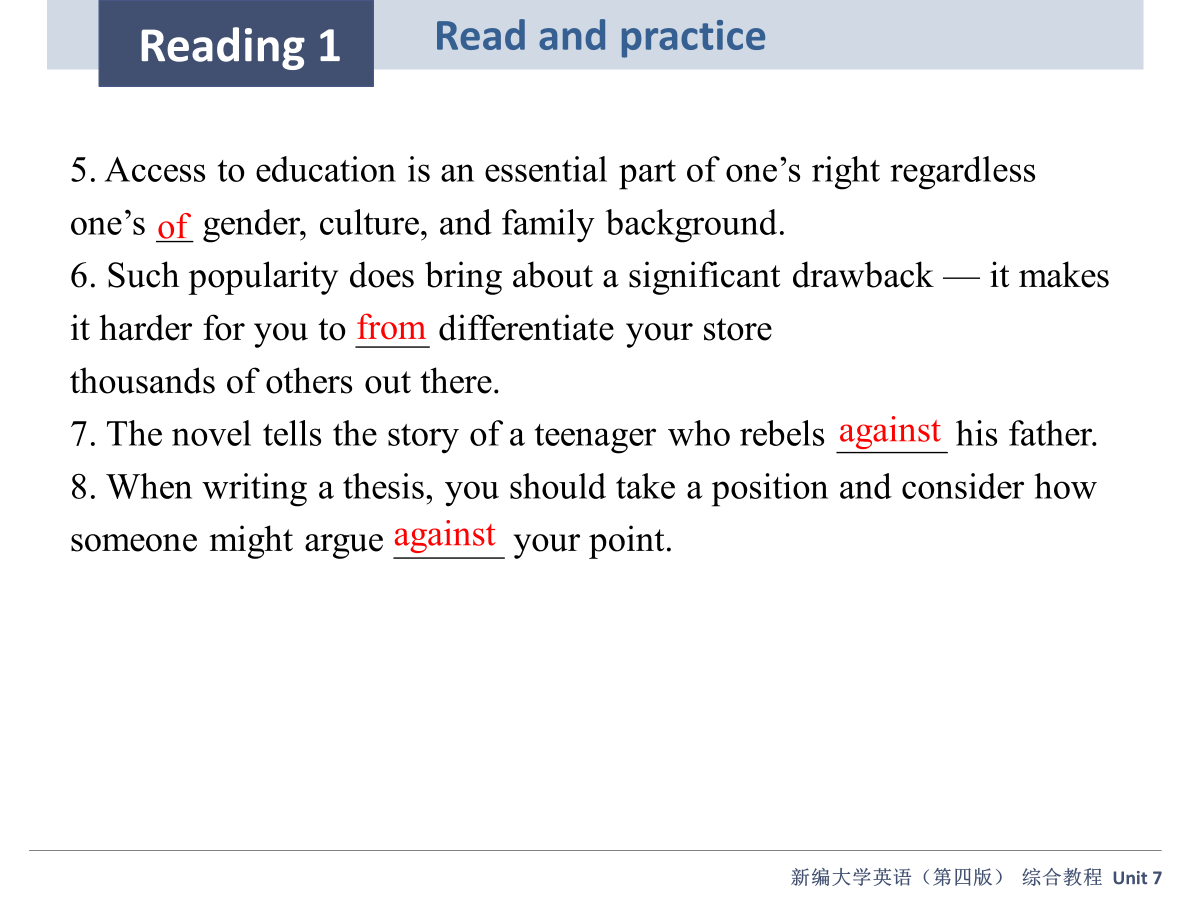 Reading 1
Read and practice
5. Access to education is an essential part of one’s right regardless
one’s of gender, culture, and family background.
6. Such popularity does bring about a significant drawback — it makes
it harder for you to from differentiate your store
thousands of others out there.
7. The novel tells the story of a teenager who rebels against his father.
8. When writing a thesis, you should take a position and consider how
someone might argue against your point.
新编大学英语（第四版） 综合教程 Unit 7